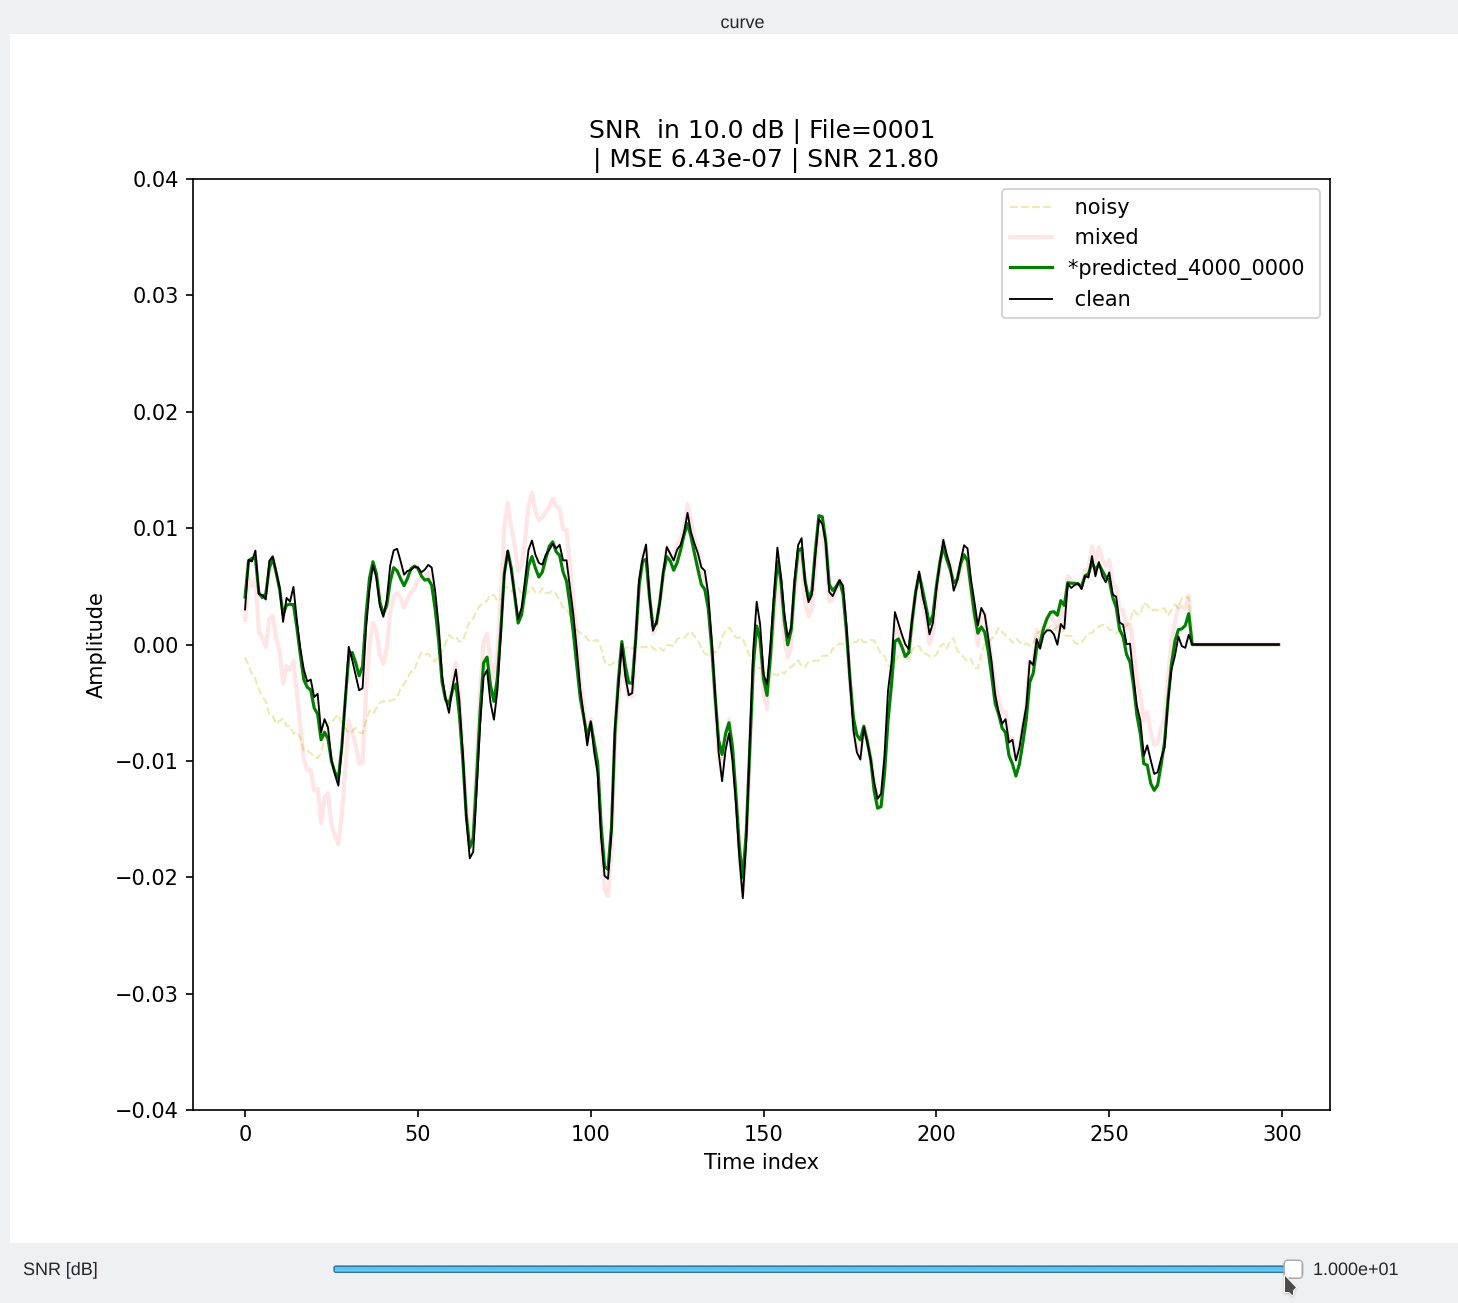 curve
SNR  in 10.0 dB | File=0001
| MSE 6.43e-07 | SNR 21.80
0.04
0.03
0.02
0.01
0.00
−0.01
−0.02
−0.03
−0.04
Amplitude
noisy
mixed
*predicted_4000_0000
clean
0 50 100 150 200 250 300
Time index
SNR [dB] 1.000e+01